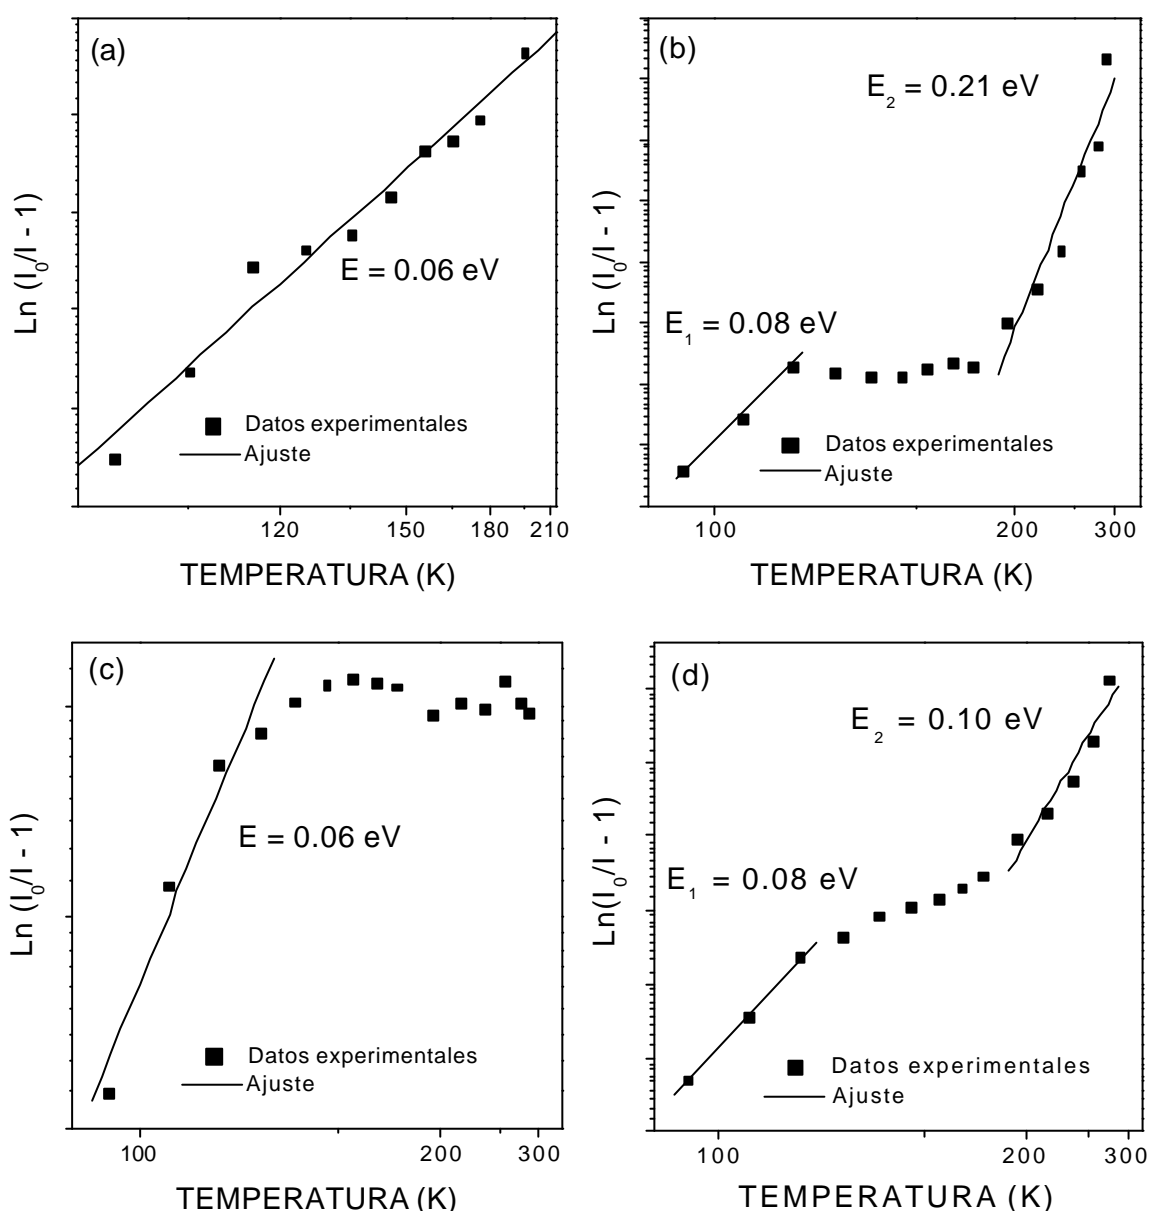 (a)
Ln (I₀/I - 1)
E = 0.06 eV
Datos experimentales
Ajuste
120 150 180 210
TEMPERATURA (K)
(b)
E₂ = 0.21 eV
Ln (I₀/I - 1)
E₁ = 0.08 eV
Datos experimentales
Ajuste
100 200 300
TEMPERATURA (K)
(c)
Ln (I₀/I - 1)
E = 0.06 eV
Datos experimentales
Ajuste
100 200 300
TEMPERATURA (K)
(d)
E₂ = 0.10 eV
Ln(I₀/I - 1)
E₁ = 0.08 eV
Datos experimentales
Ajuste
100 200 300
TEMPERATURA (K)